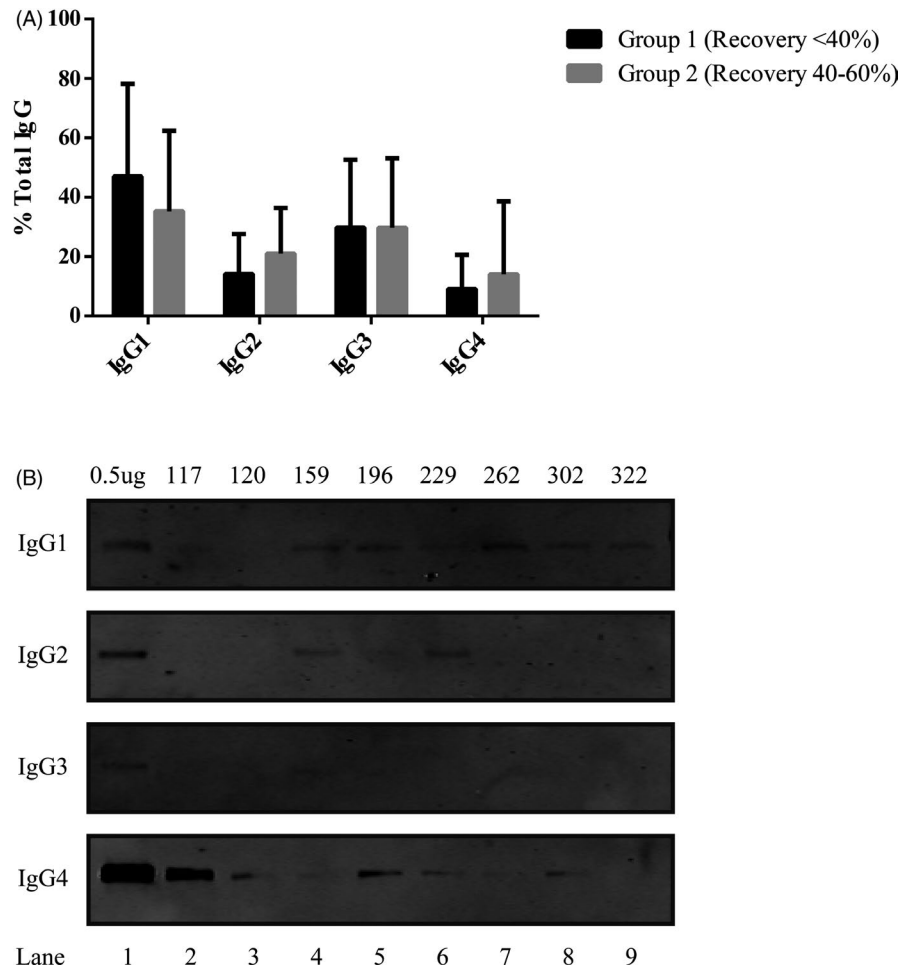 (A)
100
80
60
40
20
0
% Total IgG
IgG1
IgG2
IgG3
IgG4
Group 1 (Recovery <40%)
Group 2 (Recovery 40-60%)
(B) 0.5ug 117 120 159 196 229 262 302 322
IgG1
IgG2
IgG3
IgG4
Lane 1 2 3 4 5 6 7 8 9